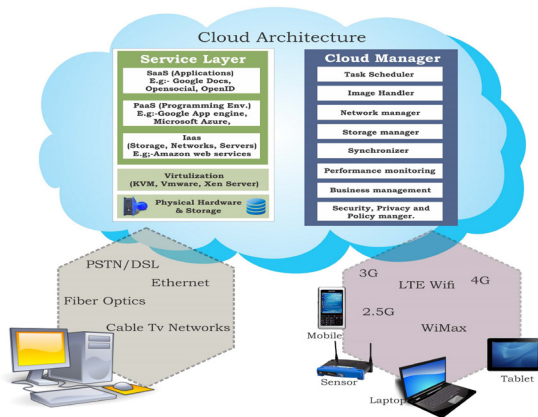 Cloud Architecture
Service Layer
SaaS (Applications)
E.g:- Google Docs,
Opensocial, OpenID
PaaS (Programming Env.)
E.g:-Google App engine,
Microsoft Azure,
Iaas
(Storage, Networks, Servers)
E.g;-Amazon web services
Virtulization
(KVM, Vmware, Xen Server)
Physical Hardware
& Storage
Cloud Manager
Task Scheduler
Image Handler
Network manager
Storage manager
Synchronizer
Performance monitoring
Business management
Security, Privacy and
Policy manger.
PSTN/DSL
Ethernet
Fiber Optics
Cable Tv Networks
3G
LTE Wifi
4G
2.5G
WiMax
Mobile
Sensor
Laptop
Tablet